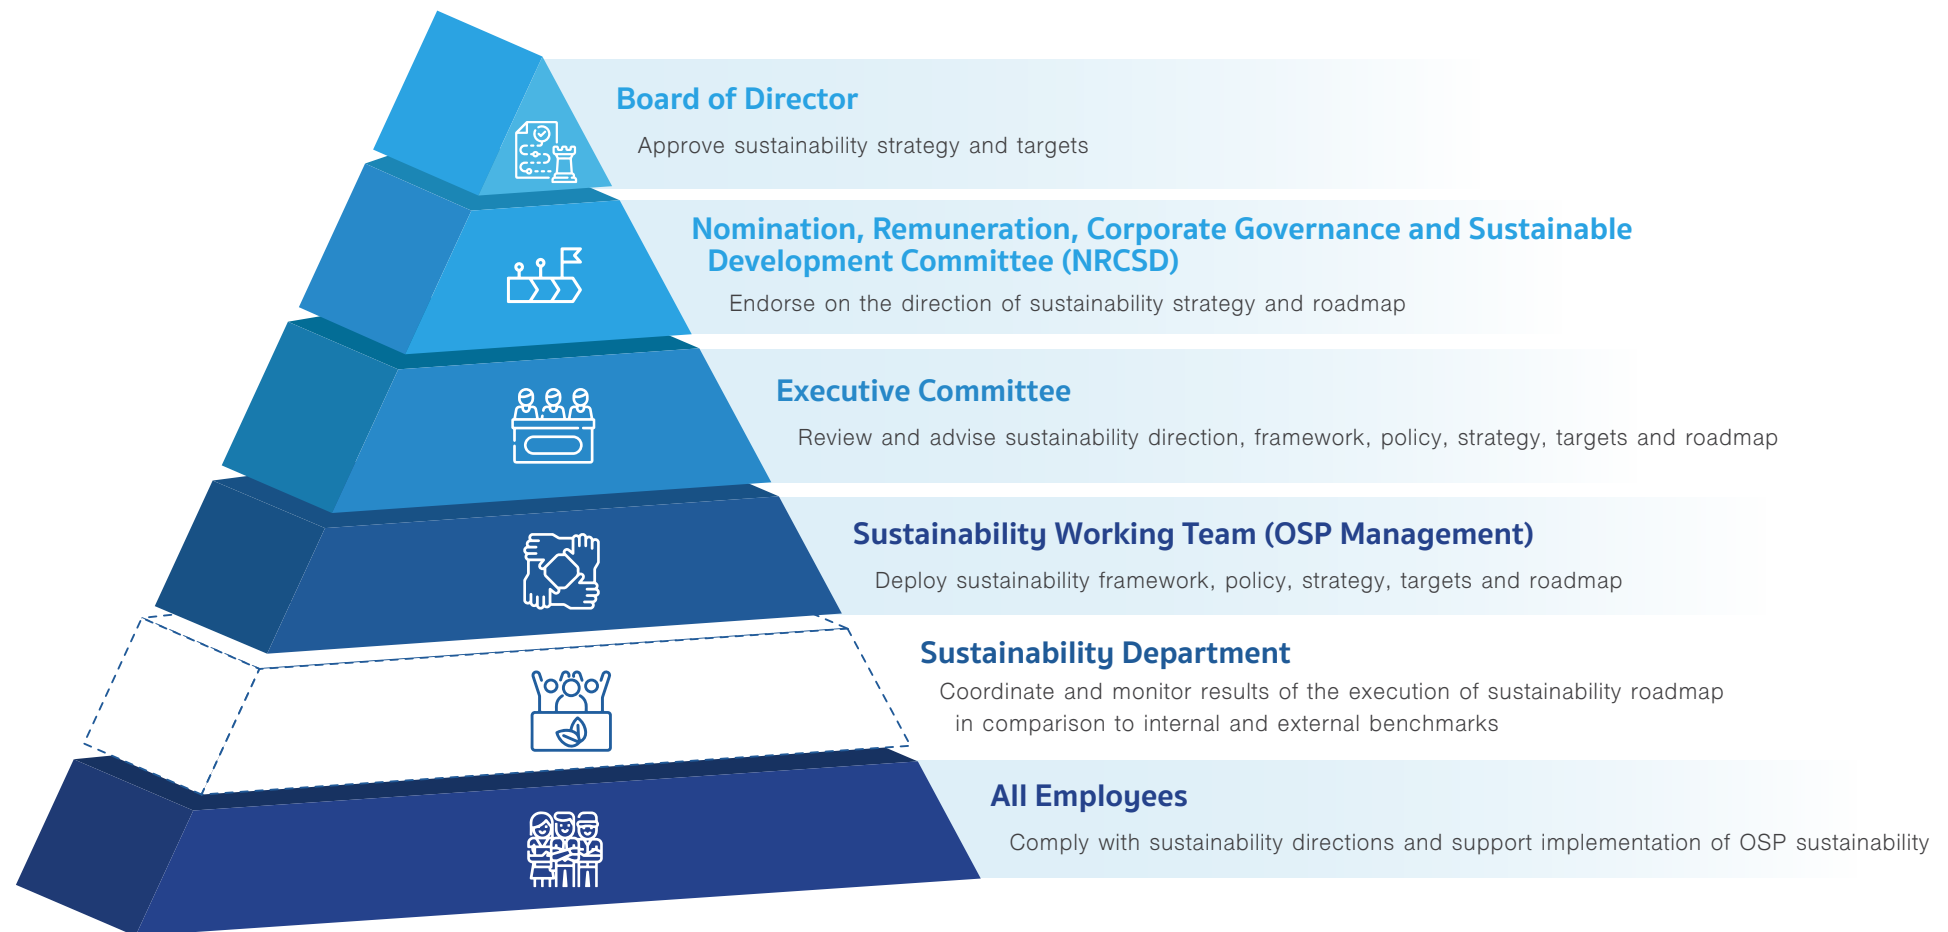 Board of Director
Approve sustainability strategy and targets
Nomination, Remuneration, Corporate Governance and Sustainable
Development Committee (NRCSD)
Endorse on the direction of sustainability strategy and roadmap
Executive Committee
Review and advise sustainability direction, framework, policy, strategy, targets and roadmap
Sustainability Working Team (OSP Management)
Deploy sustainability framework, policy, strategy, targets and roadmap
Sustainability Department
Coordinate and monitor results of the execution of sustainability roadmap
in comparison to internal and external benchmarks
All Employees
Comply with sustainability directions and support implementation of OSP sustainability